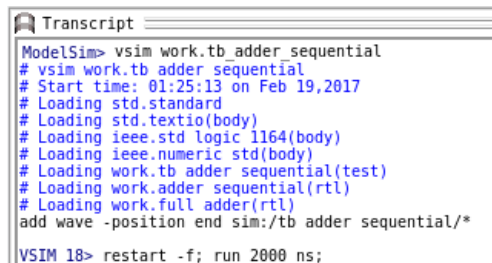 Transcript
ModelSim> vsim work.tb_adder_sequential
# vsim work.tb adder sequential
# Start time: 01:25:13 on Feb 19,2017
# Loading std.standard
# Loading std.textio(body)
# Loading ieee.std logic 1164(body)
# Loading ieee.numeric std(body)
# Loading work.tb adder sequential(test)
# Loading work.adder sequential(rtl)
# Loading work.full adder(rtl)
add wave -position end sim:/tb adder sequential/*
VSIM 18> restart -f; run 2000 ns;